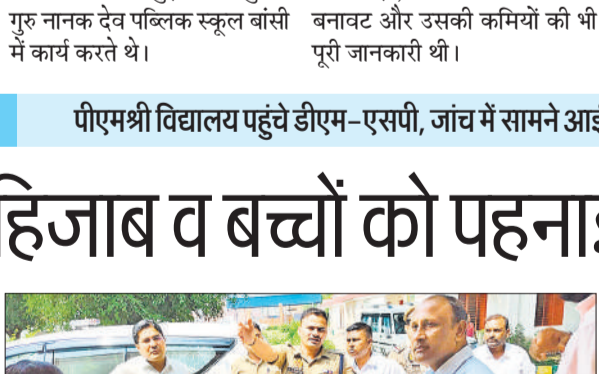 गुरु नानक देव पब्लिक स्कूल बांसी
में कार्य करते थे।
बनावट और उसकी कमियों की भी
पूरी जानकारी थी।
पीएमश्री विद्यालय पहुंचे डीएम-एसपी, जांच में सामने
हिजाब व बच्चों को